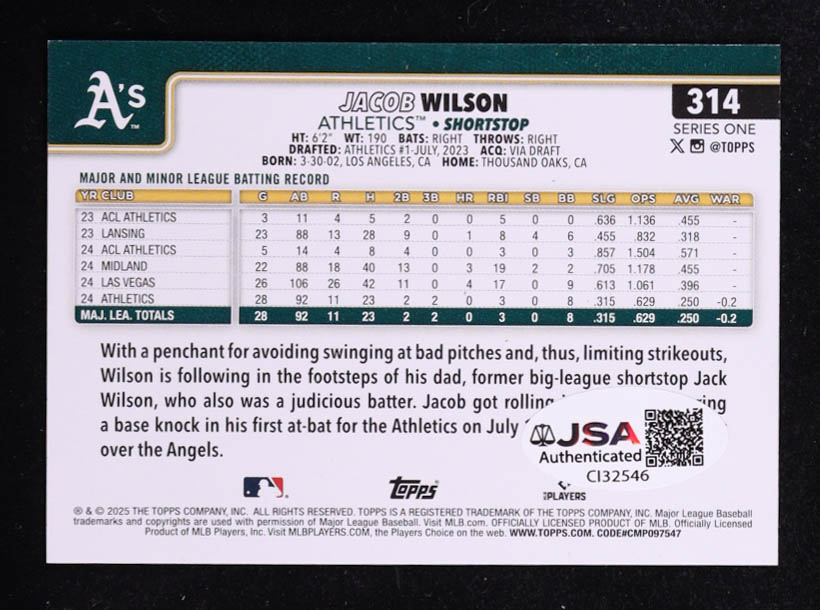 A's
JACOB WILSON
ATHLETICS™ • SHORTSTOP
HT: 6'2" WT: 190 BATS: RIGHT THROWS: RIGHT
DRAFTED: ATHLETICS #1-JULY, 2023 ACQ: VIA DRAFT
BORN: 3-30-02, LOS ANGELES, CA HOME: THOUSAND OAKS, CA
314
SERIES ONE
@TOPPS
MAJOR AND MINOR LEAGUE BATTING RECORD
YR CLUB G AB R H 2B 3B HR RBI SB BB SLG OPS AVG WAR
23 ACL ATHLETICS 3 11 4 5 2 0 0 5 0 0 .636 1.136 .455 -
23 LANSING 23 88 13 28 9 0 1 8 4 6 .455 .832 .318 -
24 ACL ATHLETICS 5 14 4 8 4 0 0 3 0 3 .857 1.504 .571 -
24 MIDLAND 22 88 18 40 13 0 3 19 2 2 .705 1.178 .455 -
24 LAS VEGAS 26 106 26 42 11 0 4 17 0 9 .613 1.061 .396 -
24 ATHLETICS 28 92 11 23 2 2 0 3 0 8 .315 .629 .250 -0.2
MAJ. LEA. TOTALS 28 92 11 23 2 2 0 3 0 8 .315 .629 .250 -0.2
With a penchant for avoiding swinging at bad pitches and, thus, limiting strikeouts,
Wilson is following in the footsteps of his dad, former big-league shortstop Jack
Wilson, who also was a judicious batter. Jacob got rolling
a base knock in his first at-bat for the Athletics on July
over the Angels.
JSA
Authenticated
CI32546
Topps
PLAYERS
® & © 2025 THE TOPPS COMPANY, INC. ALL RIGHTS RESERVED. TOPPS IS A REGISTERED TRADEMARK OF THE TOPPS COMPANY, INC. Major League Baseball
trademarks and copyrights are used with permission of Major League Baseball. Visit MLB.com. OFFICIALLY LICENSED PRODUCT OF MLB. Officially Licensed
Product of MLB Players, Inc. Visit MLBPLAYERS.COM, the Players Choice on the web. WWW.TOPPS.COM. CODE#CMP097547